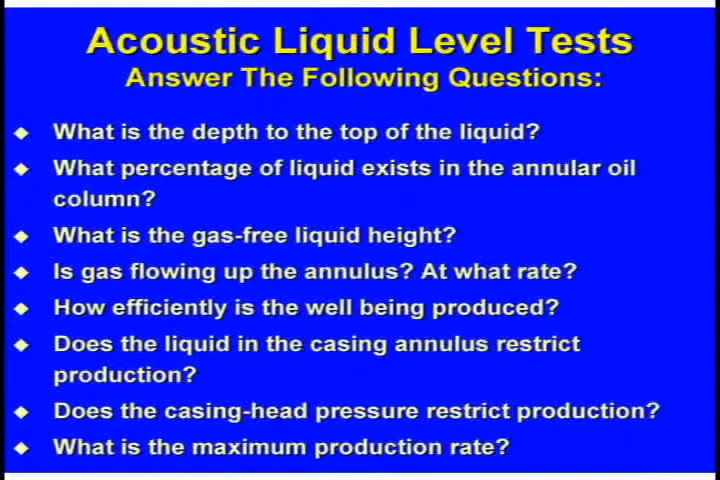 Acoustic Liquid Level Tests
Answer The Following Questions:
What is the depth to the top of the liquid?
What percentage of liquid exists in the annular oil
column?
What is the gas-free liquid height?
Is gas flowing up the annulus? At what rate?
How efficiently is the well being produced?
Does the liquid in the casing annulus restrict
production?
Does the casing-head pressure restrict production?
What is the maximum production rate?